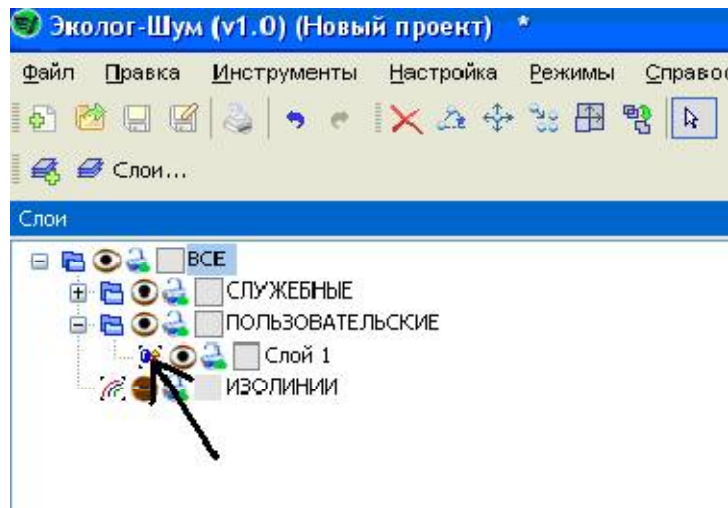 Эколог-Шум (v1.0) (Новый проект) *
Файл Правка Инструменты Настройка Режимы
Слои...
Слои
ВСЕ
СЛУЖЕБНЫЕ
ПОЛЬЗОВАТЕЛЬСКИЕ
Слой 1
ИЗОЛИНИИ